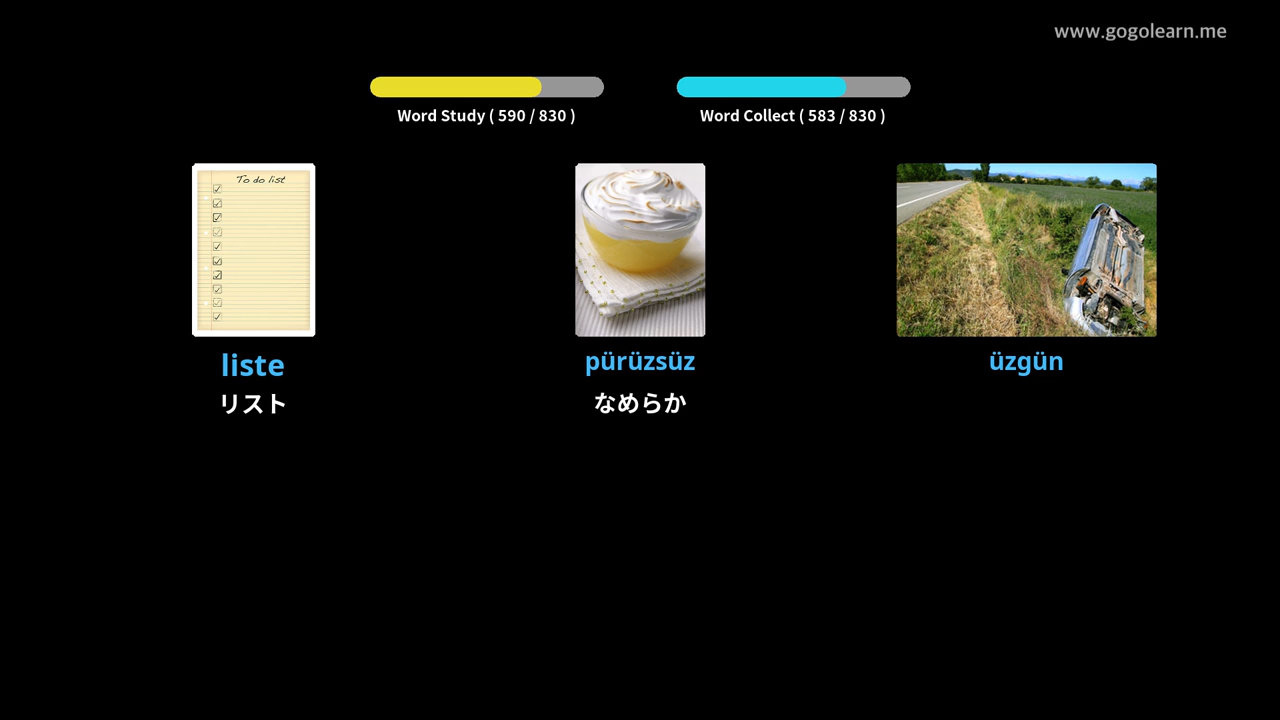 www.gogolearn.me
Word Study ( 590 / 830 )
Word Collect ( 583 / 830 )
To do list
liste
pürüzsüz
üzgün
リスト
なめらか